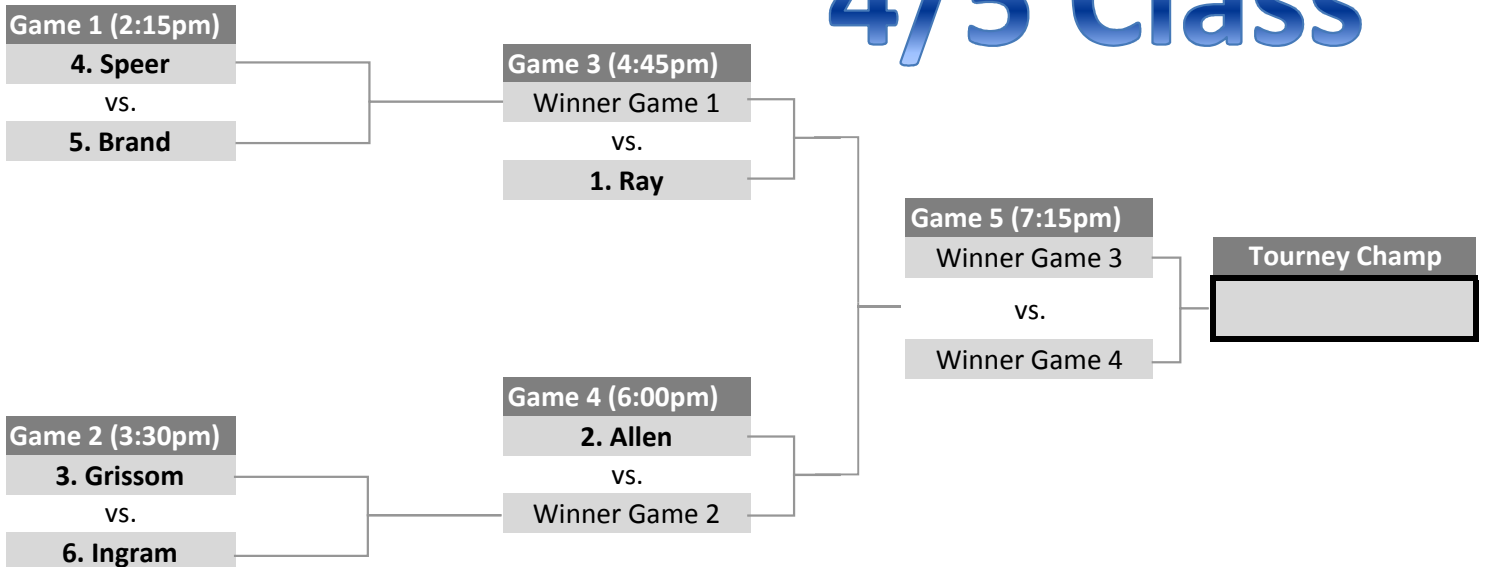 4/5 Class
Game 1 (2:15pm)
4. Speer
vs.
5. Brand
Game 3 (4:45pm)
Winner Game 1
vs.
1. Ray
Game 5 (7:15pm)
Winner Game 3
vs.
Winner Game 4
Tourney Champ
Game 4 (6:00pm)
2. Allen
vs.
Winner Game 2
Game 2 (3:30pm)
3. Grissom
vs.
6. Ingram